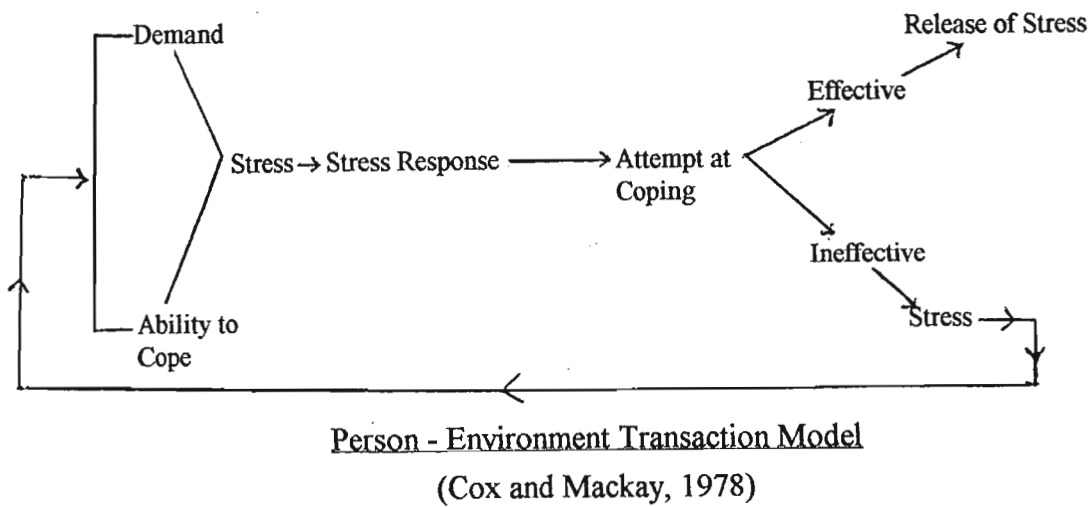 Release of Stress
Demand
Effective
Stress → Stress Response
Attempt at
Coping
Ineffective
Ability to
Cope
Stress
Person - Environment Transaction Model
(Cox and Mackay, 1978)